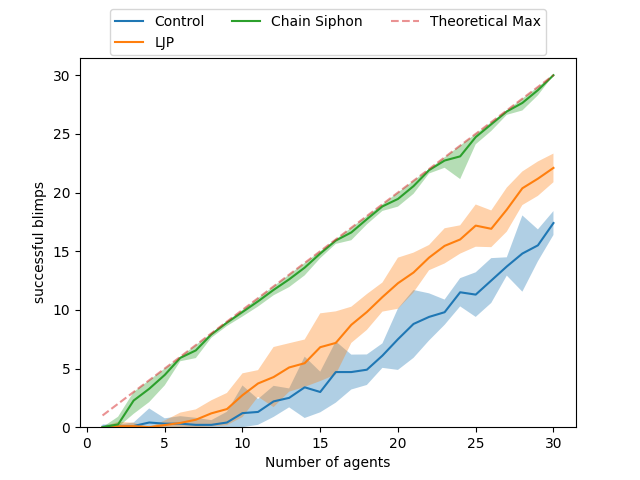 Control
Chain Siphon
Theoretical Max
LJP
30
25
20
15
10
5
0
successful blimps
0 5 10 15 20 25 30
Number of agents